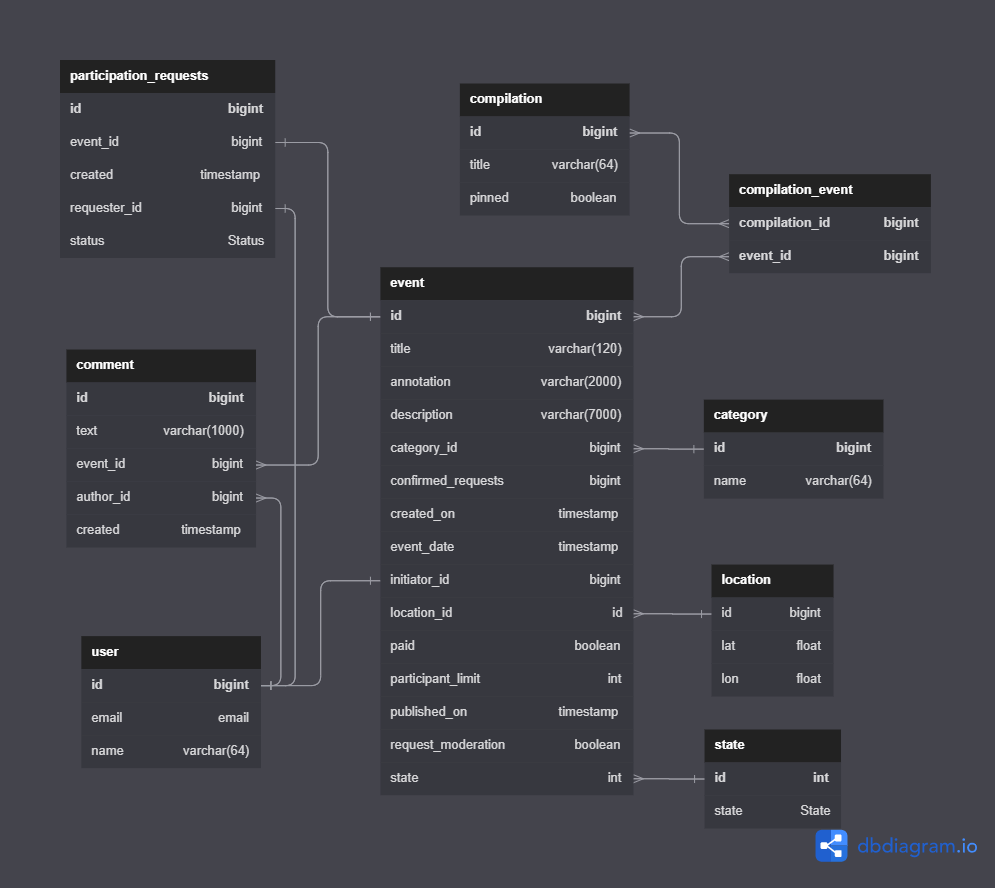 participation_requests
id bigint
event_id bigint
created timestamp
requester_id bigint
status Status
compilation
id bigint
title varchar(64)
pinned boolean
compilation_event
compilation_id bigint
event_id bigint
event
id bigint
title varchar(120)
annotation varchar(2000)
description varchar(7000)
category_id bigint
confirmed_requests bigint
created_on timestamp
event_date timestamp
initiator_id bigint
location_id id
paid boolean
participant_limit int
published_on timestamp
request_moderation boolean
state int
comment
id bigint
text varchar(1000)
event_id bigint
author_id bigint
created timestamp
category
id bigint
name varchar(64)
location
id bigint
lat float
lon float
user
id bigint
email email
name varchar(64)
state
id int
state State
dbdiagram.io